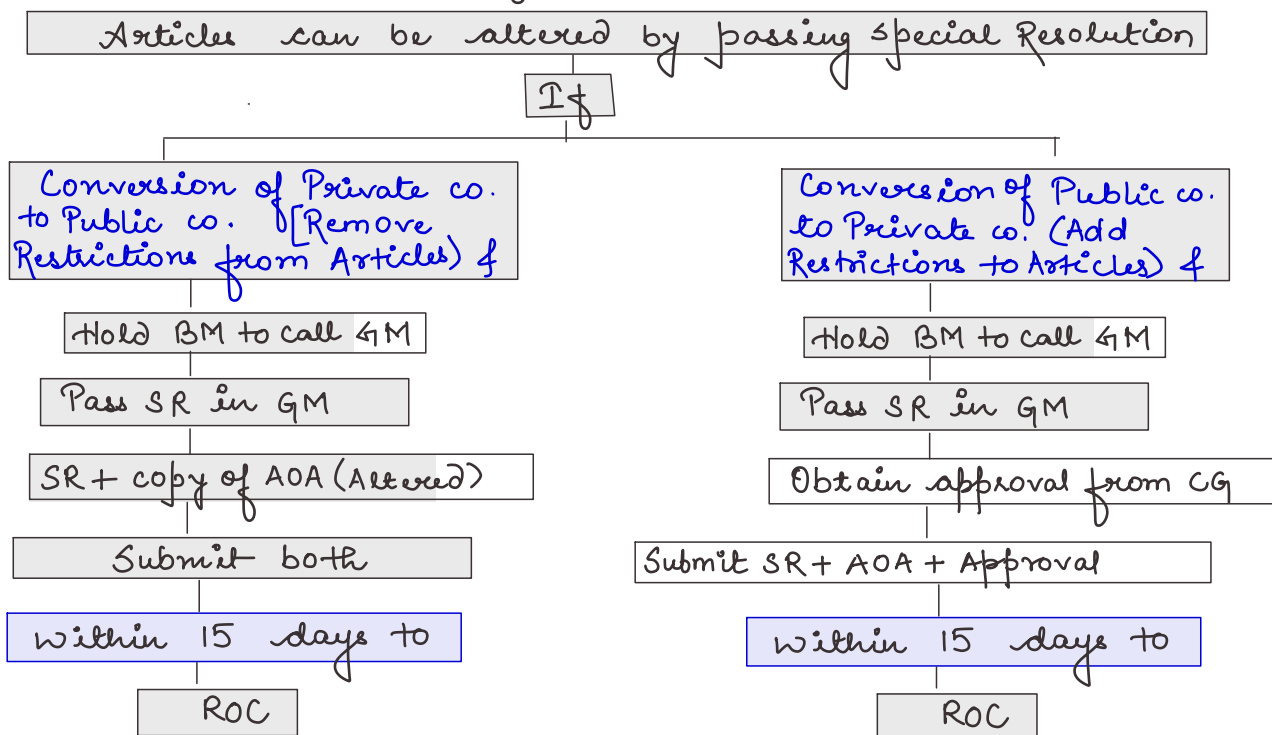 Articles can be altered by passing Special Resolution
If
Conversion of Private co.
to Public co. [Remove
Restrictions from Articles) &
Hold BM to call GM
Pass SR in GM
SR + copy of AOA (Altered)
Submit both
within 15 days to
ROC
Conversion of Public co.
to Private co. (Add
Restrictions to Articles) &
Hold BM to call GM
Pass SR in GM
Obtain approval from CG
Submit SR + AOA + Approval
within 15 days to
ROC